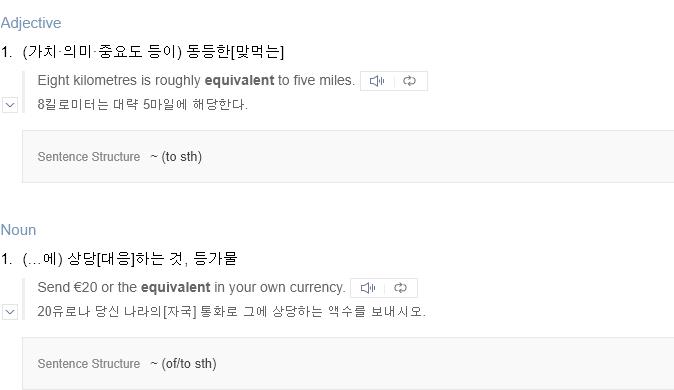 Adjective
1. (가치·의미·중요도 등이) 동등한[맞먹는]
Eight kilometres is roughly equivalent to five miles.
8킬로미터는 대략 5마일에 해당한다.
Sentence Structure ~ (to sth)
Noun
1. (…에) 상당[대응]하는 것, 등가물
Send €20 or the equivalent in your own currency.
20유로나 당신 나라의[자국] 통화로 그에 상당하는 액수를 보내시오.
Sentence Structure ~ (of/to sth)